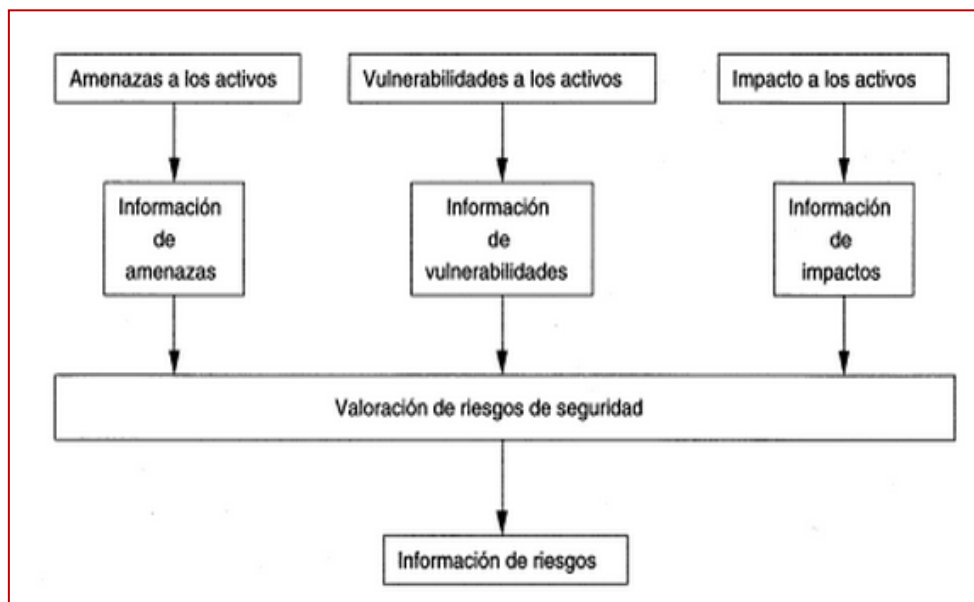 Amenazas a los activos
Vulnerabilidades a los activos
Impacto a los activos
Información
de
amenazas
Información
de
vulnerabilidades
Información
de
impactos
Valoración de riesgos de seguridad
Información de riesgos